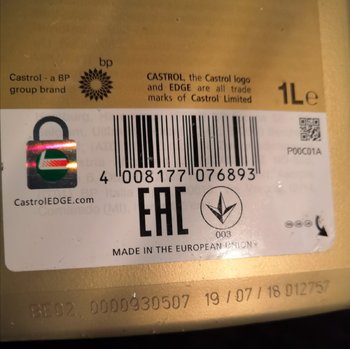 bp
Castrol - a BP
group brand
CASTROL, the Castrol logo
and EDGE are all trade
marks of Castrol Limited
1L℮
P00C01A
4 008177 076893
CastrolEDGE.com
EAC
003
MADE IN THE EUROPEAN UNION
BE02 0000930507 19/07/18 012757